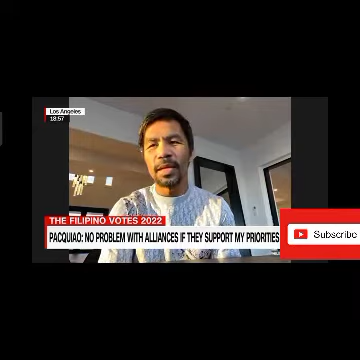 Los Angeles
18:57
THE FILIPINO VOTES 2022
PACQUIAO: NO PROBLEM WITH ALLIANCES IF THEY SUPPORT MY PRIORITIES
Subscribe